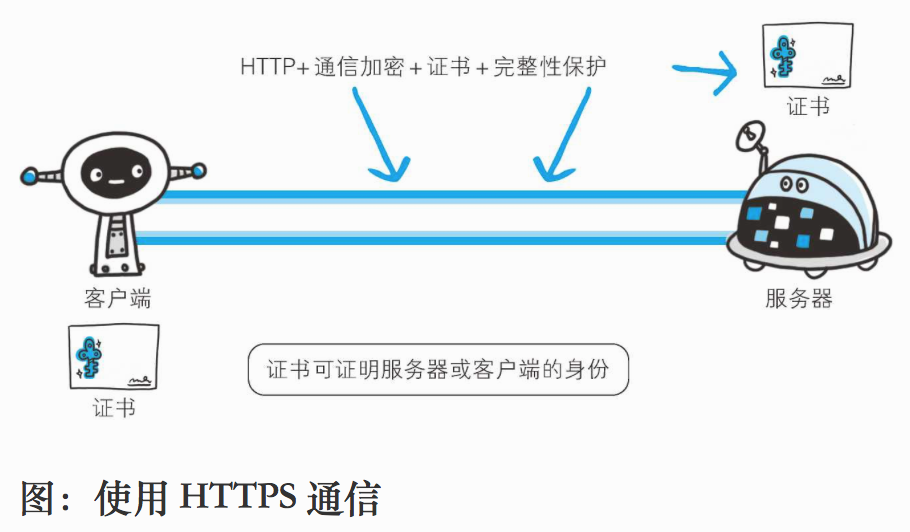 HTTP+通信加密+证书+完整性保护
证书
客户端
服务器
证书
证书可证明服务器或客户端的身份
图：使用 HTTPS 通信